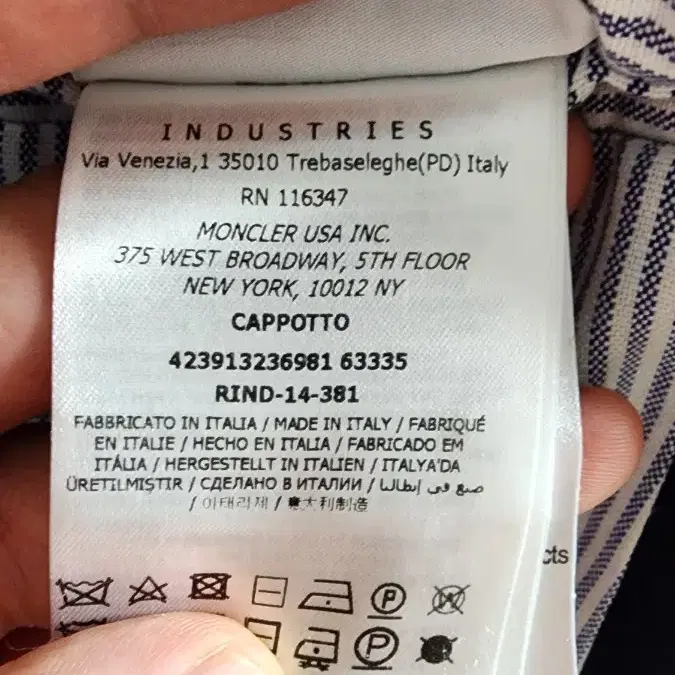 INDUSTRIES
Via Venezia,1 35010 Trebaseleghe(PD) Italy
RN 116347
MONCLER USA INC.
375 WEST BROADWAY, 5TH FLOOR
NEW YORK, 10012 NY
CAPPOTTO
423913236981 63335
RIND-14-381
FABBRICATO IN ITALIA / MADE IN ITALY / FABRIQUÉ
EN ITALIE / HECHO EN ITALIA / FABRICADO EM
ITÁLIA / HERGESTELLT IN ITALIEN / ITALYA'DA
ÜRETILMIŞTIR / СДЕЛАНО В ИТАЛИИ / صنع في إيطاليا
/ 이태리제 / 意大利制造
cts
P W
P